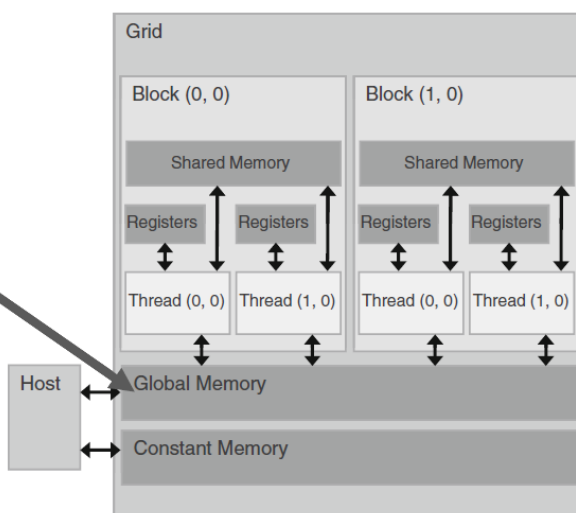 Grid
Block (0, 0) Block (1, 0)
Shared Memory Shared Memory
Registers Registers Registers Registers
Thread (0, 0) Thread (1, 0) Thread (0, 0) Thread (1, 0)
Host Global Memory
Constant Memory